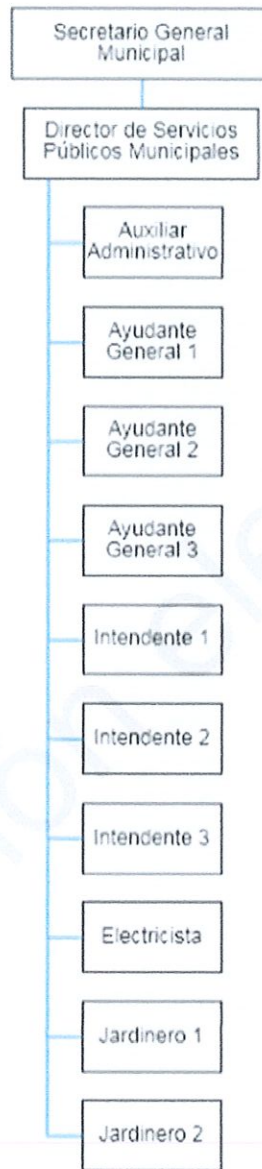 Secretario General
Municipal
Director de Servicios
Públicos Municipales
Auxiliar
Administrativo
Ayudante
General 1
Ayudante
General 2
Ayudante
General 3
Intendente 1
Intendente 2
Intendente 3
Electricista
Jardinero 1
Jardinero 2